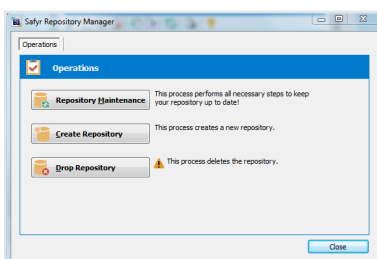 Safyr Repository Manager
Operations
Operations
Repository Maintenance
This process performs all necessary steps to keep
your repository up to date!
Create Repository
This process creates a new repository.
Drop Repository
This process deletes the repository.
Close